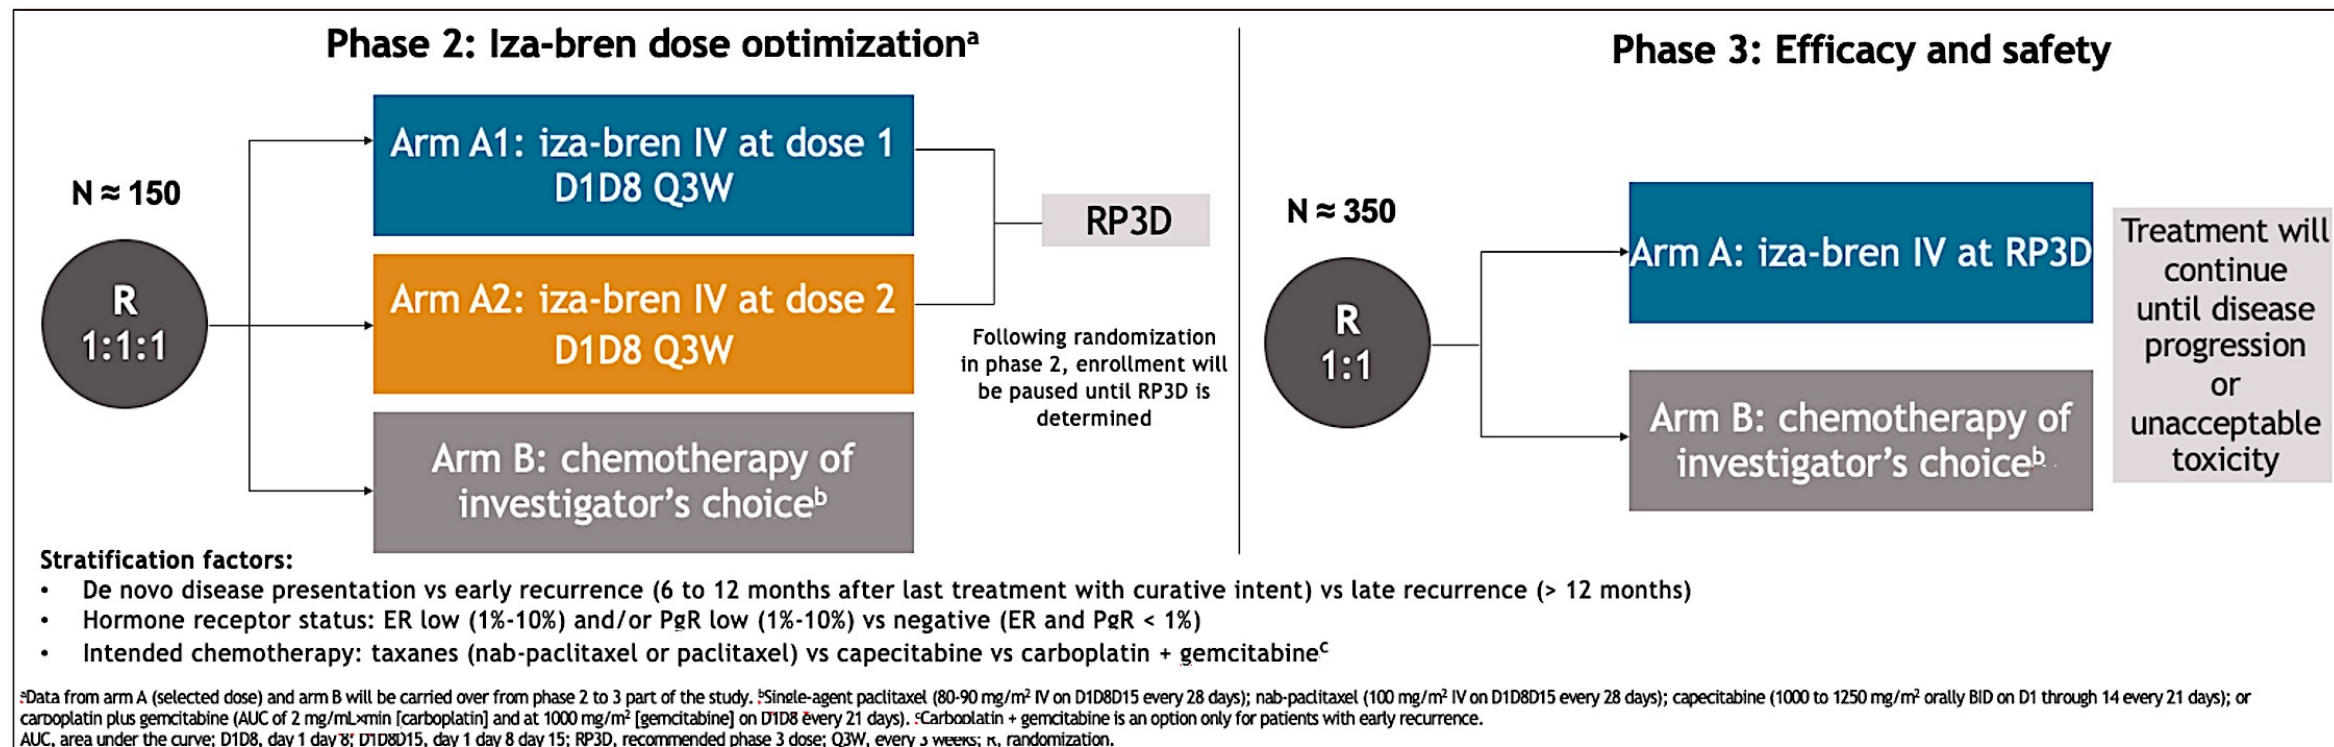 Phase 2: Iza-bren dose optimizationᵃ
N ≈ 150
R
1:1:1
Arm A1: iza-bren IV at dose 1
D1D8 Q3W
Arm A2: iza-bren IV at dose 2
D1D8 Q3W
Arm B: chemotherapy of
investigator’s choiceᵇ
RP3D
Following randomization
in phase 2, enrollment will
be paused until RP3D is
determined
Phase 3: Efficacy and safety
N ≈ 350
R
1:1
Arm A: iza-bren IV at RP3D
Arm B: chemotherapy of
investigator’s choiceᵇ
Treatment will
continue
until disease
progression
or
unacceptable
toxicity
Stratification factors:
• De novo disease presentation vs early recurrence (6 to 12 months after last treatment with curative intent) vs late recurrence (> 12 months)
• Hormone receptor status: ER low (1%-10%) and/or PgR low (1%-10%) vs negative (ER and PgR < 1%)
• Intended chemotherapy: taxanes (nab-paclitaxel or paclitaxel) vs capecitabine vs carboplatin + gemcitabineᶜ
ᵃData from arm A (selected dose) and arm B will be carried over from phase 2 to 3 part of the study. ᵇSingle-agent paclitaxel (80-90 mg/m² IV on D1D8D15 every 28 days); nab-paclitaxel (100 mg/m² IV on D1D8D15 every 28 days); capecitabine (1000 to 1250 mg/m² orally BID on D1 through 14 every 21 days); or
carboplatin plus gemcitabine (AUC of 2 mg/mL×min [carboplatin] and at 1000 mg/m² [gemcitabine] on D1D8 every 21 days). ᶜCarboplatin + gemcitabine is an option only for patients with early recurrence.
AUC, area under the curve; D1D8, day 1 day 8; D1D8D15, day 1 day 8 day 15; RP3D, recommended phase 3 dose; Q3W, every 3 weeks; R, randomization.